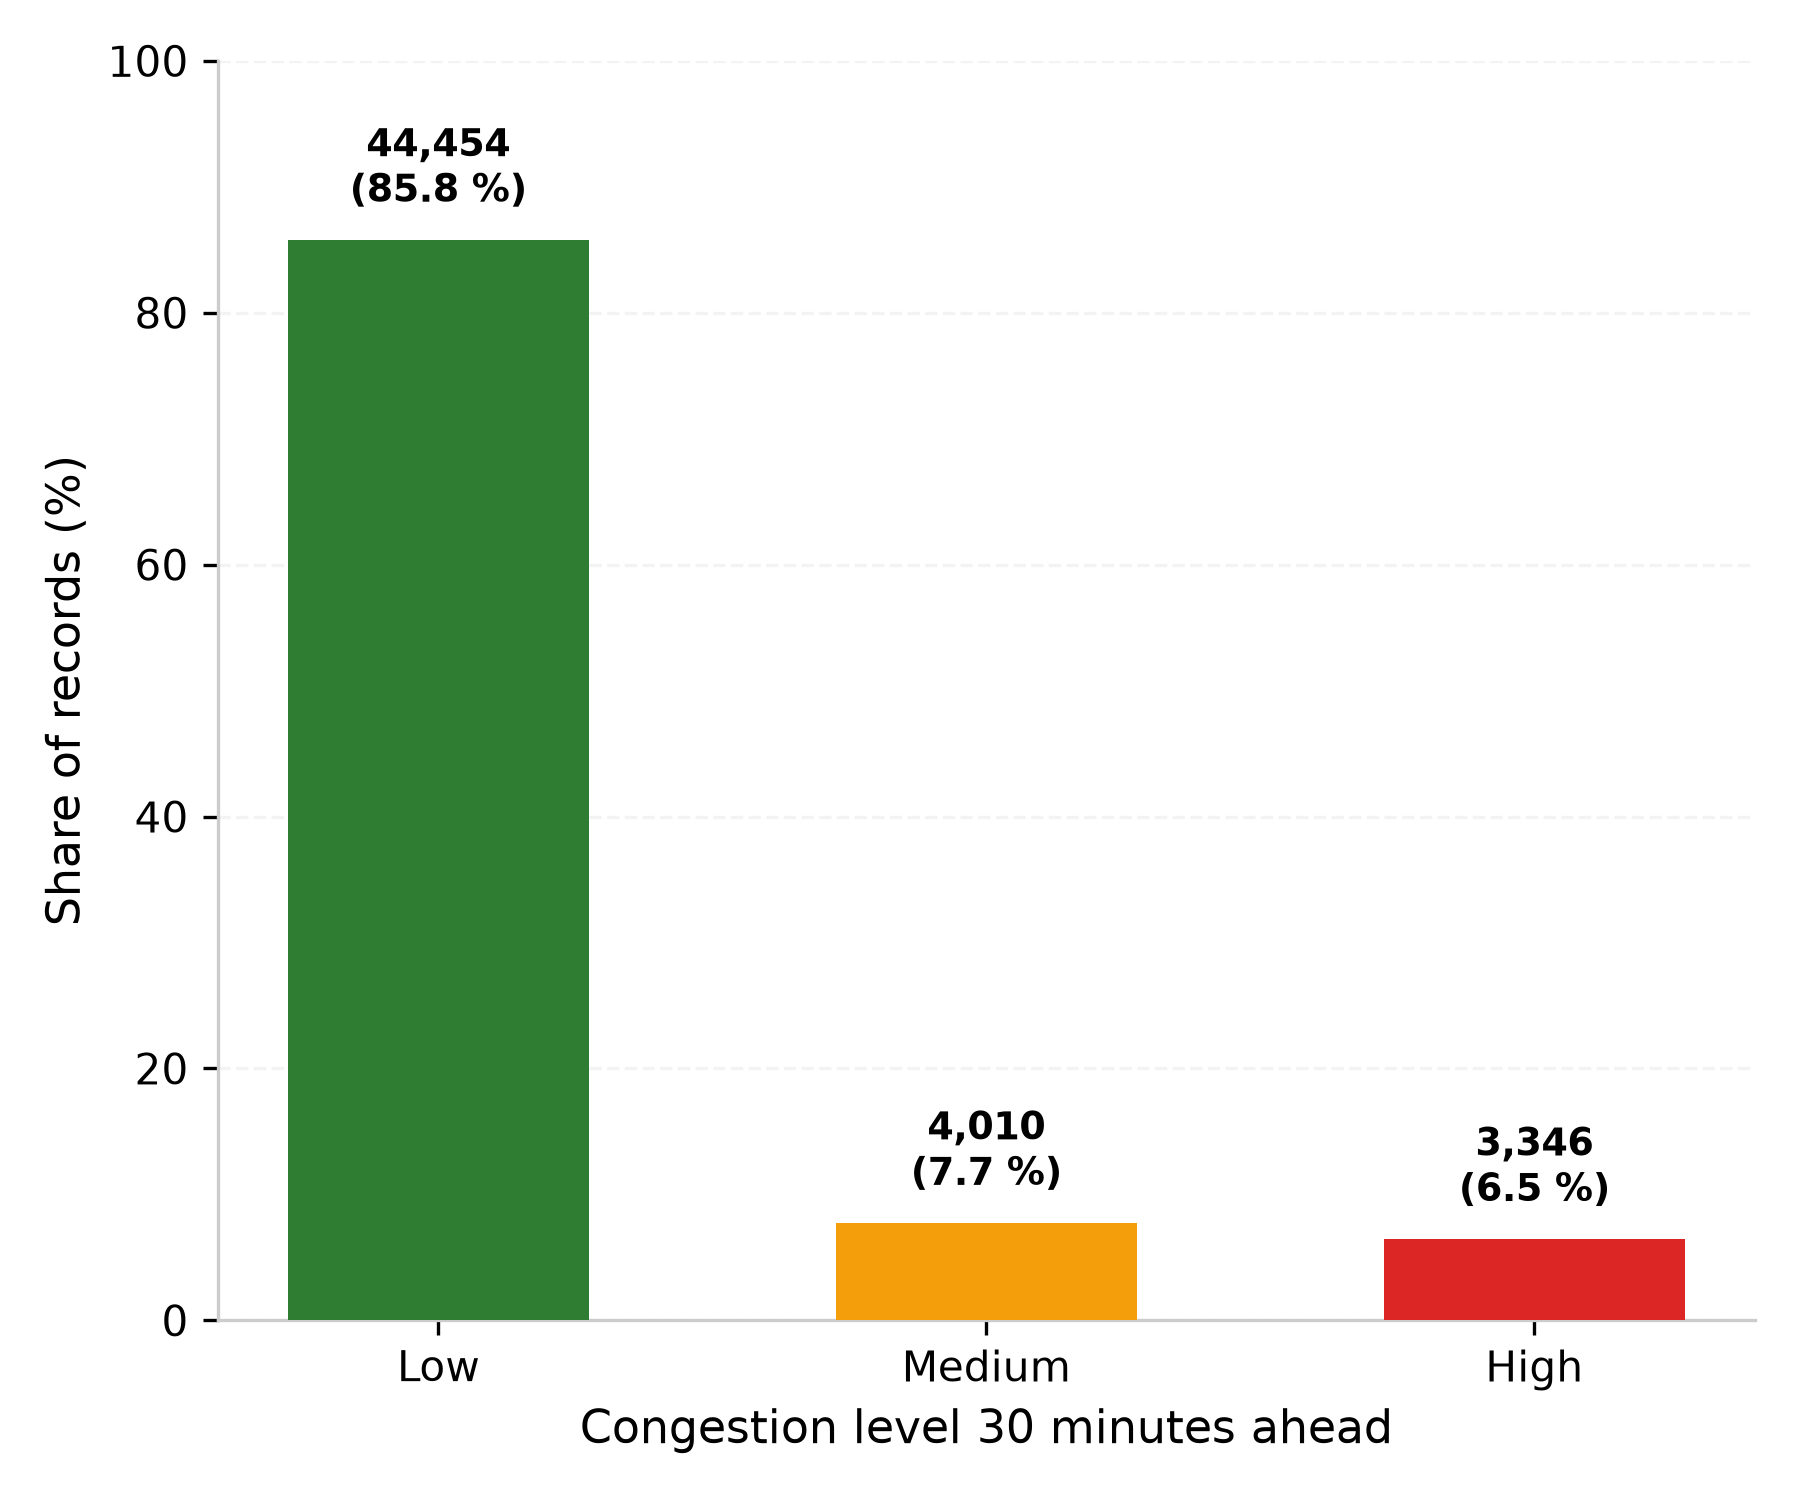 100
80
60
40
20
0
Share of records (%)
44,454
(85.8 %)
4,010
(7.7 %)
3,346
(6.5 %)
Low
Medium
High
Congestion level 30 minutes ahead